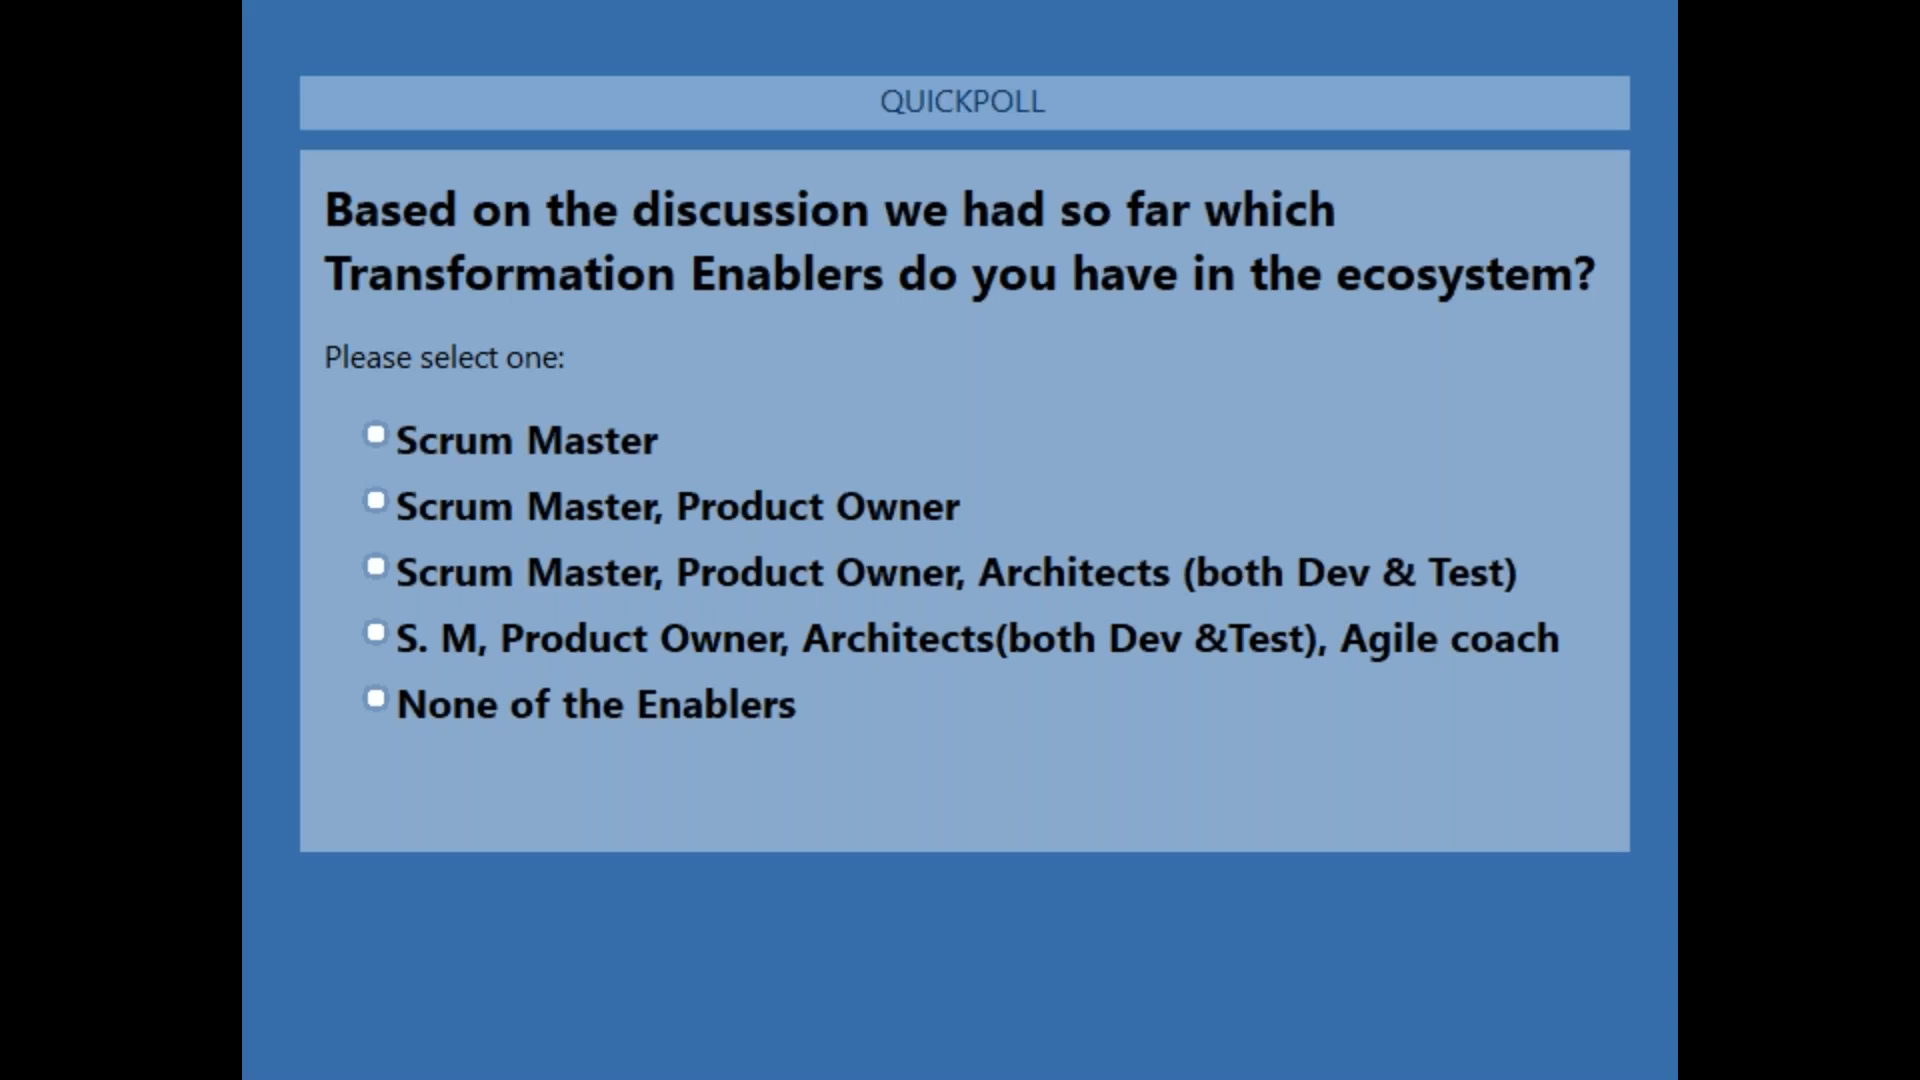 QUICKPOLL
Based on the discussion we had so far which
Transformation Enablers do you have in the ecosystem?
Please select one:
Scrum Master
Scrum Master, Product Owner
Scrum Master, Product Owner, Architects (both Dev & Test)
S. M, Product Owner, Architects(both Dev &Test), Agile coach
None of the Enablers